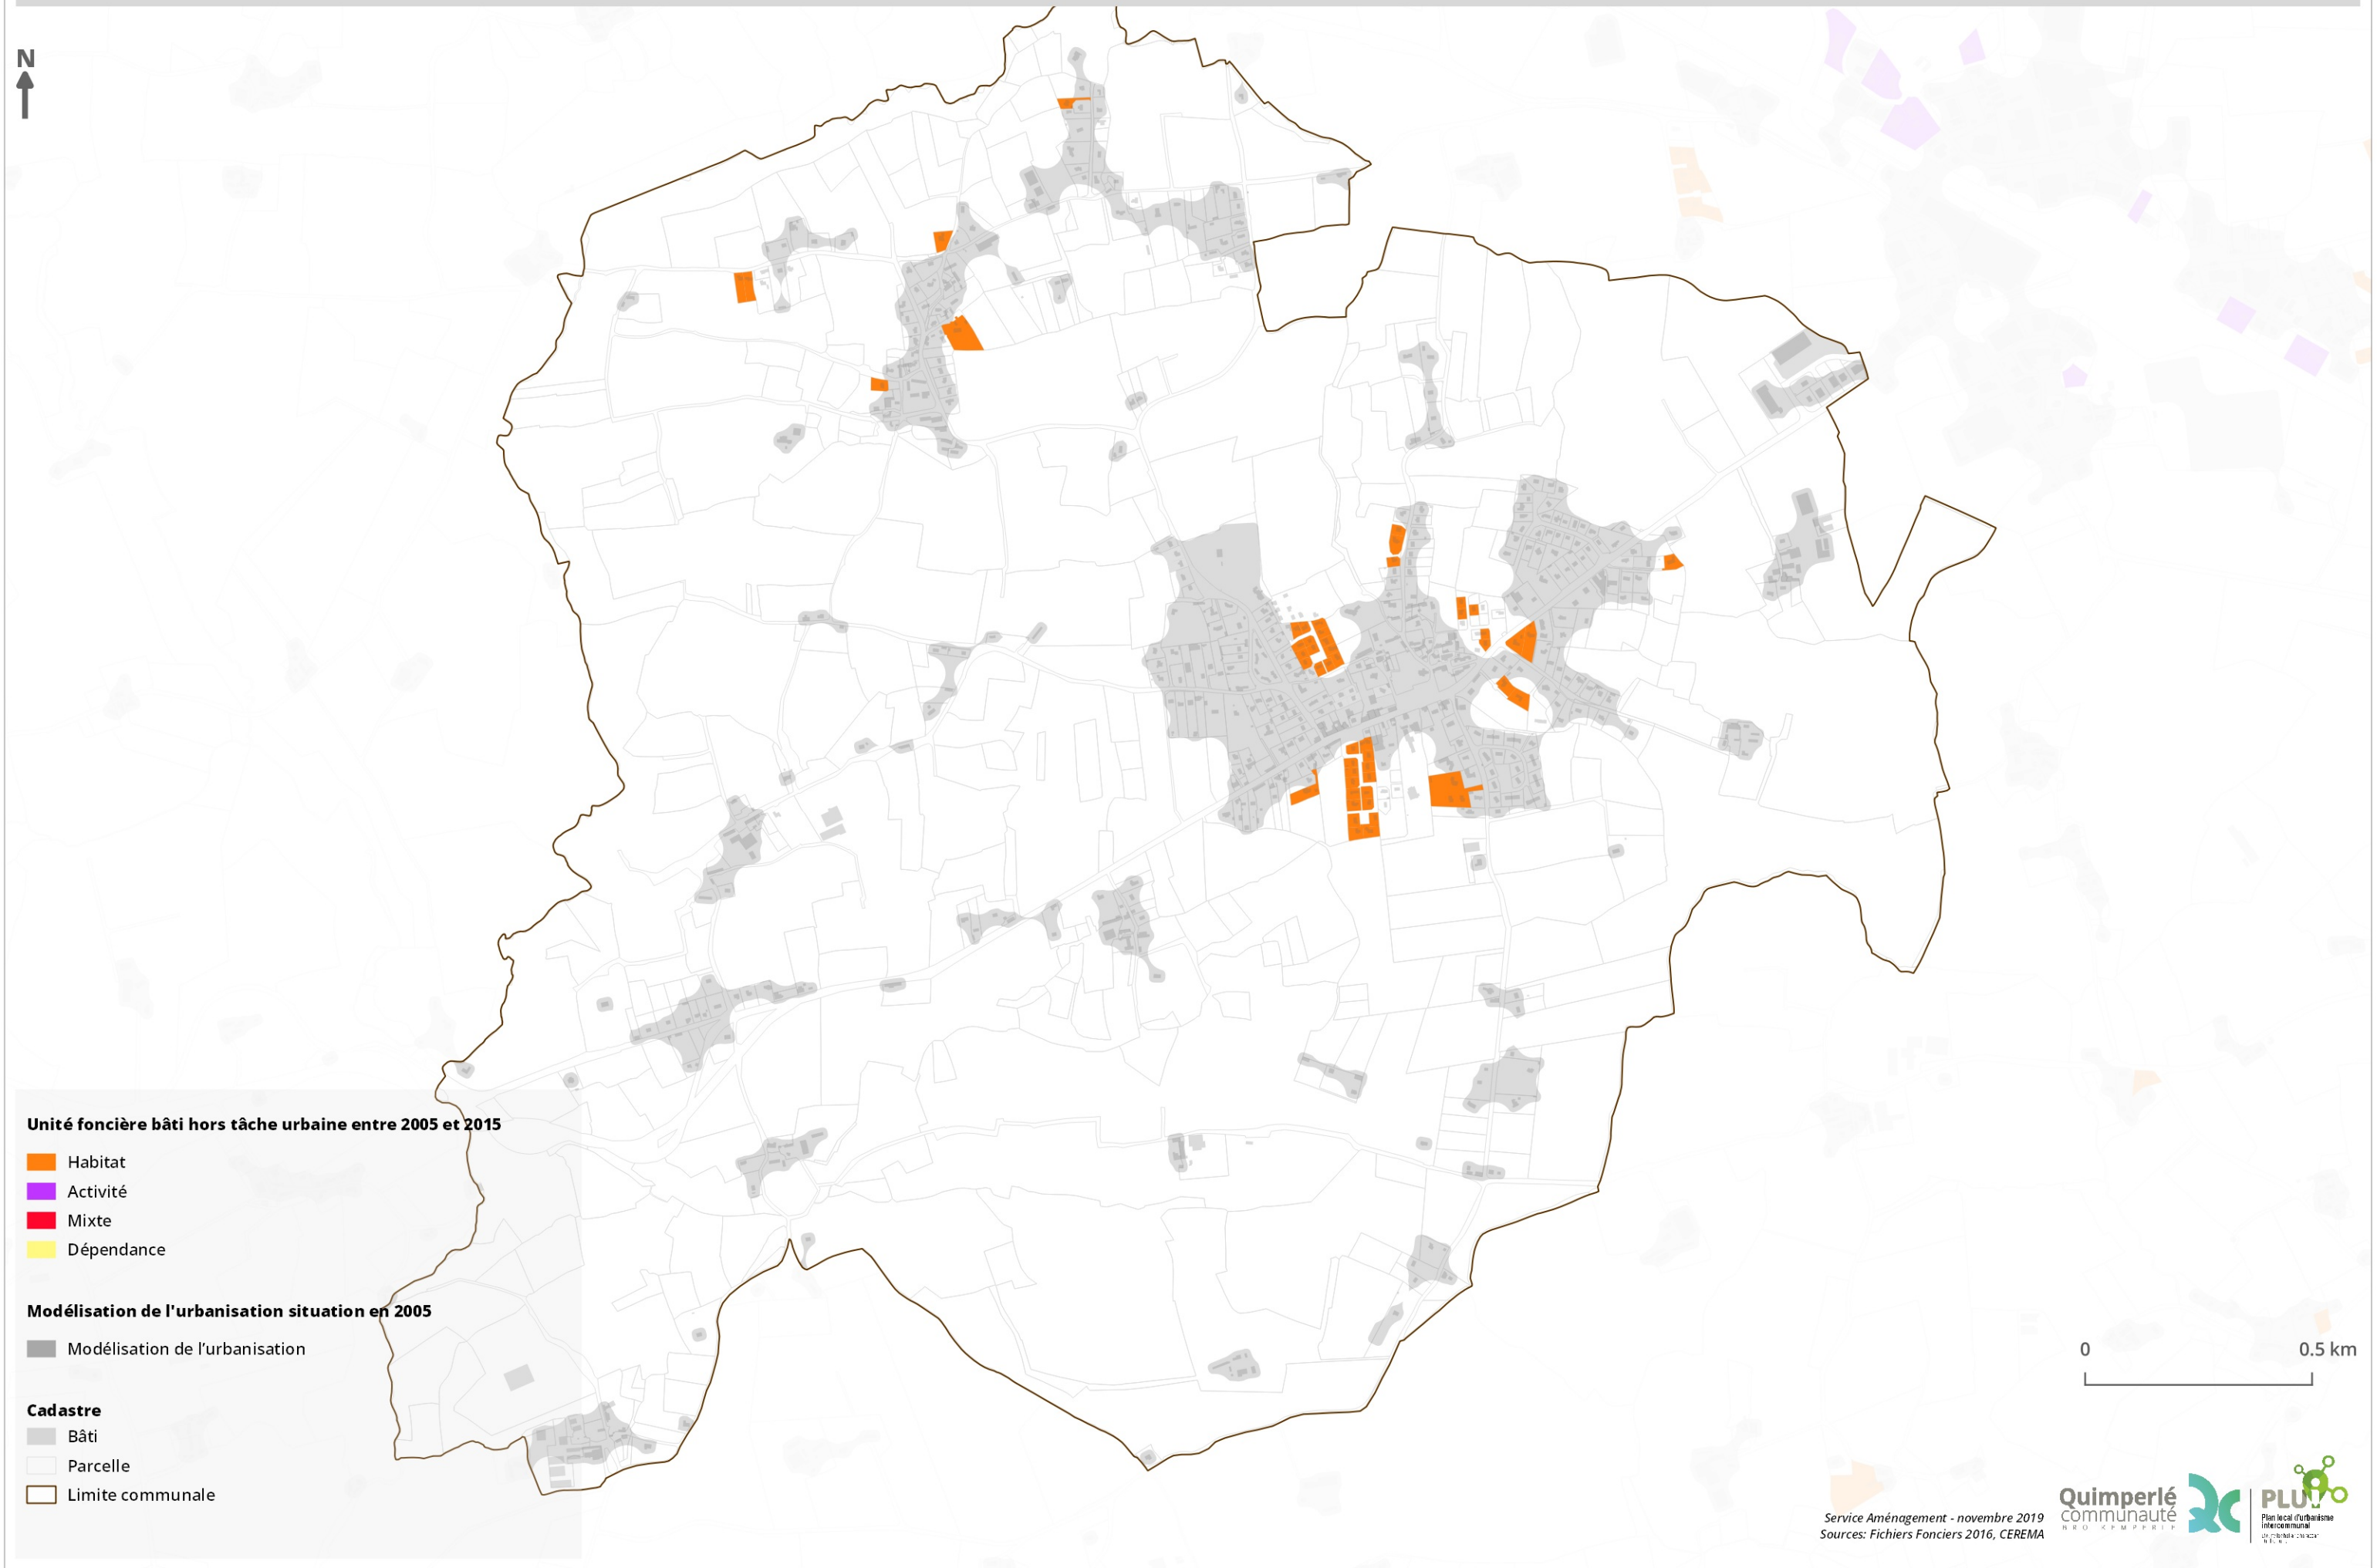 N
Unité foncière bâti hors tâche urbaine entre 2005 et 2015
Habitat
Activité
Mixte
Dépendance
Modélisation de l'urbanisation situation en 2005
Modélisation de l’urbanisation
Cadastre
Bâti
Parcelle
Limite communale
0 0.5 km
Service Aménagement - novembre 2019
Sources: Fichiers Fonciers 2016, CEREMA
Quimperlé
communauté
BRO KEMPERLE
PLUi
Plan local d'urbanisme
intercommunal